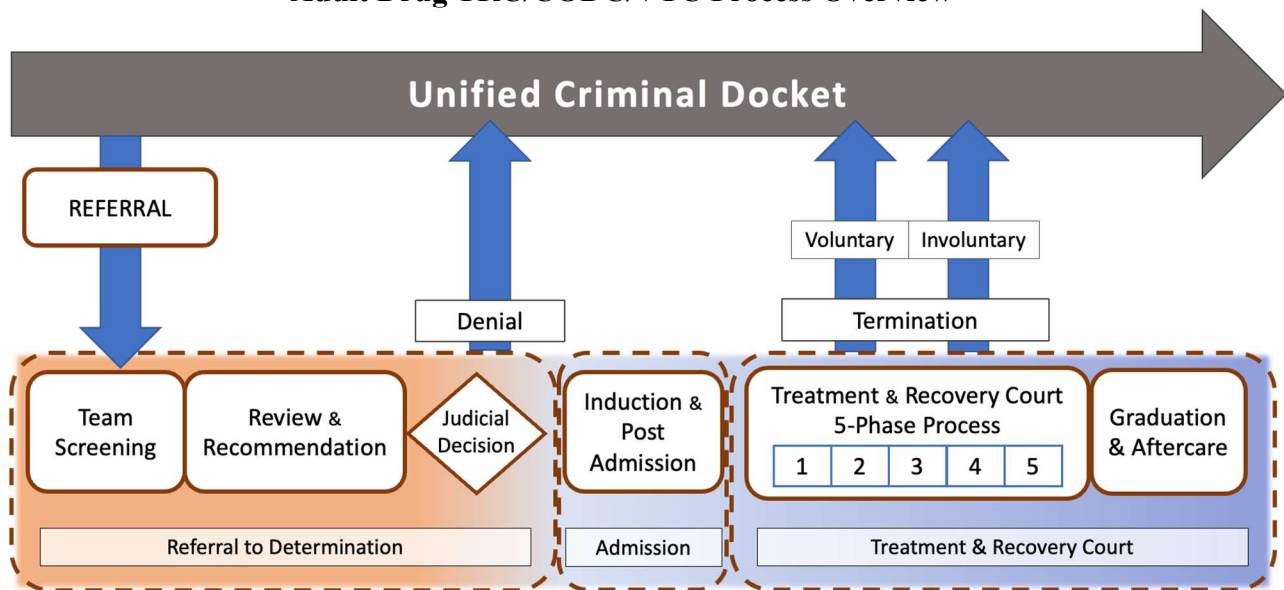 Unified Criminal Docket
REFERRAL
Voluntary
Involuntary
Denial
Termination
Team
Screening
Review &
Recommendation
Judicial
Decision
Induction &
Post
Admission
Treatment & Recovery Court
5-Phase Process
1 2 3 4 5
Graduation
& Aftercare
Referral to Determination
Admission
Treatment & Recovery Court